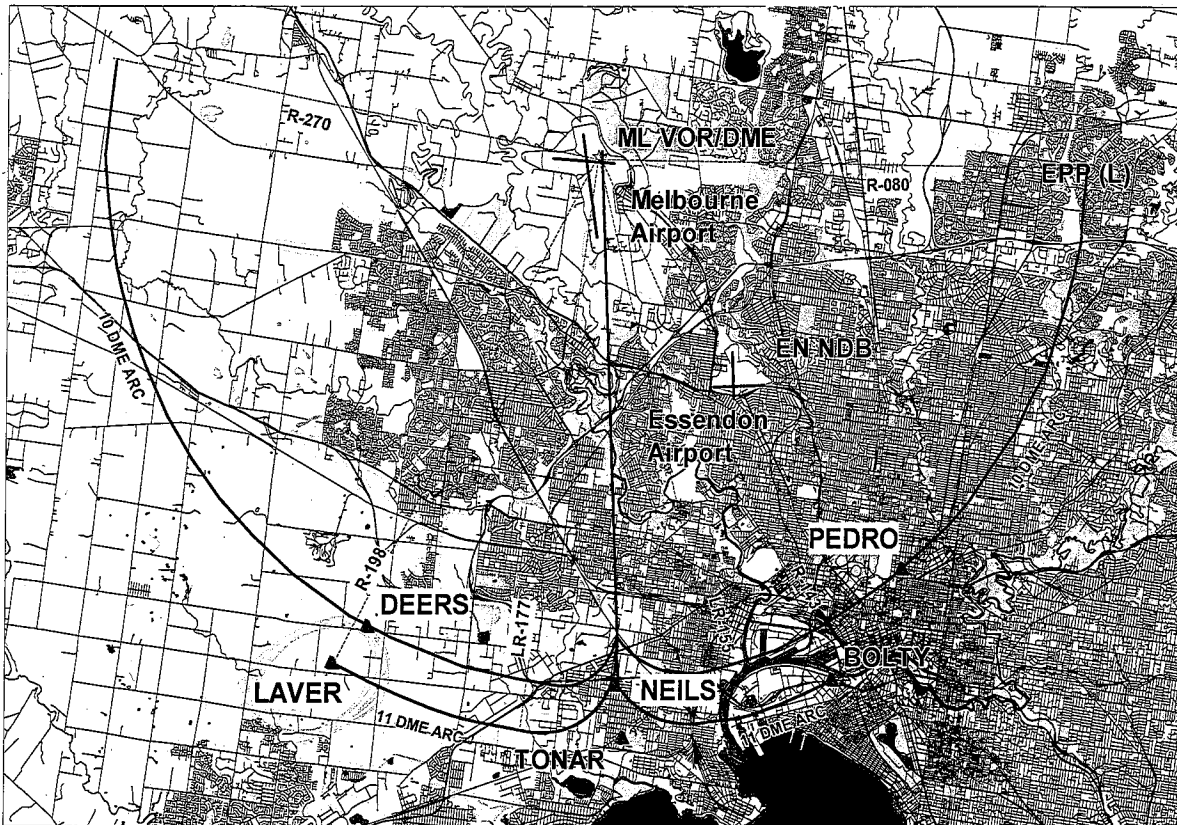 R-270
ML VOR/DME
Melbourne
Airport
R-080
EPP (L)
10 DME ARC
EN NDB
Essendon
Airport
10 DME ARC
PEDRO
R-198
DEERS
LR-177
BOLTY
LAVER
NEILS
11 DME ARC
11 DME ARC
TONAR